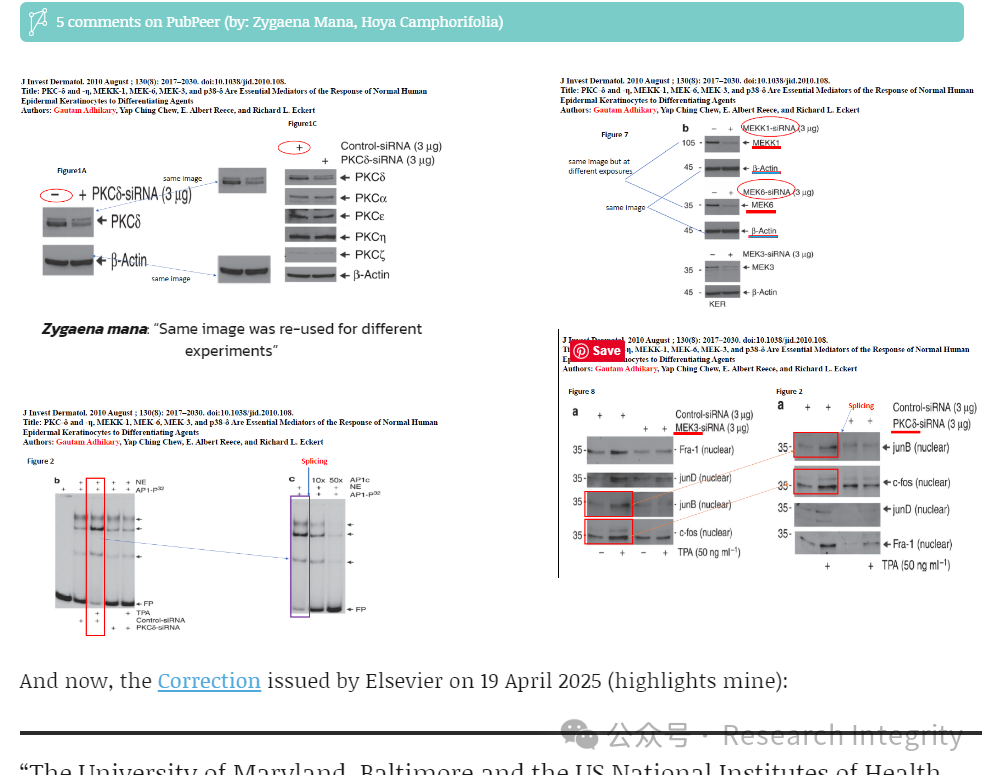 5 comments on PubPeer (by: Zygaena Mana, Hoya Camphorifolia)
J Invest Dermatol. 2010 August ; 130(8): 2017–2030. doi:10.1038/jid.2010.108.
Title: PKC-δ and -η, MEKK-1, MEK-6, MEK-3, and p38-δ Are Essential Mediators of the Response of Normal Human
Epidermal Keratinocytes to Differentiating Agents
Authors: Gautam Adhikary, Yap Ching Chew, E. Albert Reece, and Richard L. Eckert
Figure1C
+ Control-siRNA (3 μg)
+ PKCδ-siRNA (3 μg)
Figure1A
same image
− + PKCδ-siRNA (3 μg)
PKCδ
β-Actin
same image
PKCδ
PKCα
PKCε
PKCη
PKCζ
β-Actin
Zygaena mana: “Same image was re-used for different
experiments”
J Invest Dermatol. 2010 August ; 130(8): 2017–2030. doi:10.1038/jid.2010.108.
Title: PKC-δ and -η, MEKK-1, MEK-6, MEK-3, and p38-δ Are Essential Mediators of the Response of Normal Human
Epidermal Keratinocytes to Differentiating Agents
Authors: Gautam Adhikary, Yap Ching Chew, E. Albert Reece, and Richard L. Eckert
Figure 7
b
− + MEKK1-siRNA (3 μg)
105 - MEKK1
same image but at
different exposures
45 - β-Actin
− + MEK6-siRNA (3 μg)
same image
35 - MEK6
45 - β-Actin
− + MEK3-siRNA (3 μg)
35 - MEK3
45 - β-Actin
KER
J Invest Dermatol. 2010 August ; 130(8): 2017–2030. doi:10.1038/jid.2010.108.
Title: PKC-δ and -η, MEKK-1, MEK-6, MEK-3, and p38-δ Are Essential Mediators of the Response of Normal Human
Epidermal Keratinocytes to Differentiating Agents
Authors: Gautam Adhikary, Yap Ching Chew, E. Albert Reece, and Richard L. Eckert
Figure 2
Splicing
b
+ + + + NE
+ + + + + AP1-P32
FP
+ + TPA
+ + Control-siRNA
+ + PKCδ-siRNA
c
10x 50x AP1c
+ + + NE
+ + + AP1-P32
FP
J Invest Dermatol. 2010 August ; 130(8): 2017–2030. doi:10.1038/jid.2010.108.
Save
η, MEKK-1, MEK-6, MEK-3, and p38-δ Are Essential Mediators of the Response of Normal Human
Epidermal Keratinocytes to Differentiating Agents
Authors: Gautam Adhikary, Yap Ching Chew, E. Albert Reece, and Richard L. Eckert
Figure 8
a
+ + Control-siRNA (3 μg)
+ + MEK3-siRNA (3 μg)
35 - Fra-1 (nuclear)
35 - junD (nuclear)
35 - junB (nuclear)
35 - c-fos (nuclear)
− + − + TPA (50 ng ml−1)
Figure 2
a
+ + Splicing Control-siRNA (3 μg)
+ + PKCδ-siRNA (3 μg)
35- junB (nuclear)
35- c-fos (nuclear)
35- junD (nuclear)
35- Fra-1 (nuclear)
+ + TPA (50 ng ml−1)
And now, the Correction issued by Elsevier on 19 April 2025 (highlights mine):
公众号 · Research Integrity
“The University of Maryland, Baltimore and the US National Institutes of Health